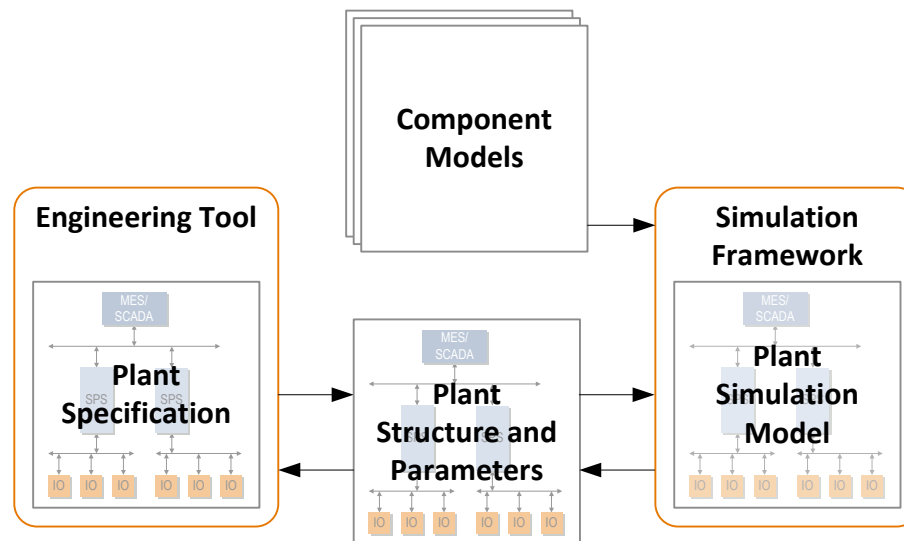 Component
Models
Engineering Tool
MES/
SCADA
SPS
SPS
Plant
Specification
IO
IO
IO
IO
IO
IO
MES/
SCADA
Plant
Structure and
Parameters
IO
IO
IO
IO
IO
IO
Simulation
Framework
MES/
SCADA
Plant
Simulation
Model
IO
IO
IO
IO
IO
IO